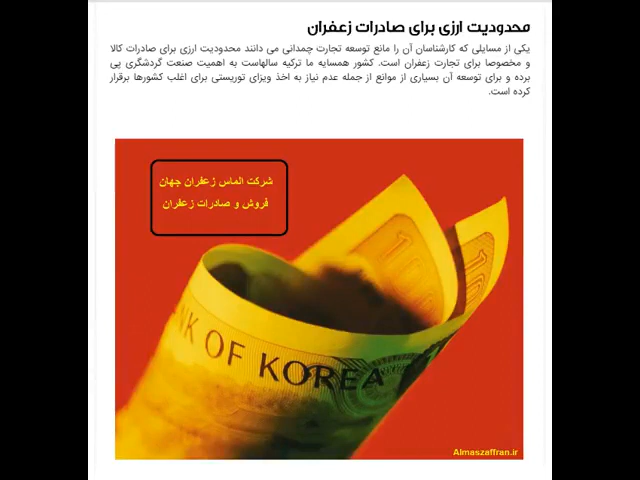 محدودیت ارزی برای صادرات زعفران
یکی از مسایلی که کارشناسان آن را مانع توسعه تجارت چمدانی می دانند محدودیت ارزی برای صادرات کالا
و مخصوصا برای تجارت زعفران است. کشور همسایه ما ترکیه سالهاست به اهمیت صنعت گردشگری پی
برده و برای توسعه آن بسیاری از موانع از جمله عدم نیاز به اخذ ویزای توریستی برای اغلب کشورها برقرار
کرده است.
شرکت الماس زعفران جهان
فروش و صادرات زعفران
100
100
NK OF KOREA
Almaszaffran.ir